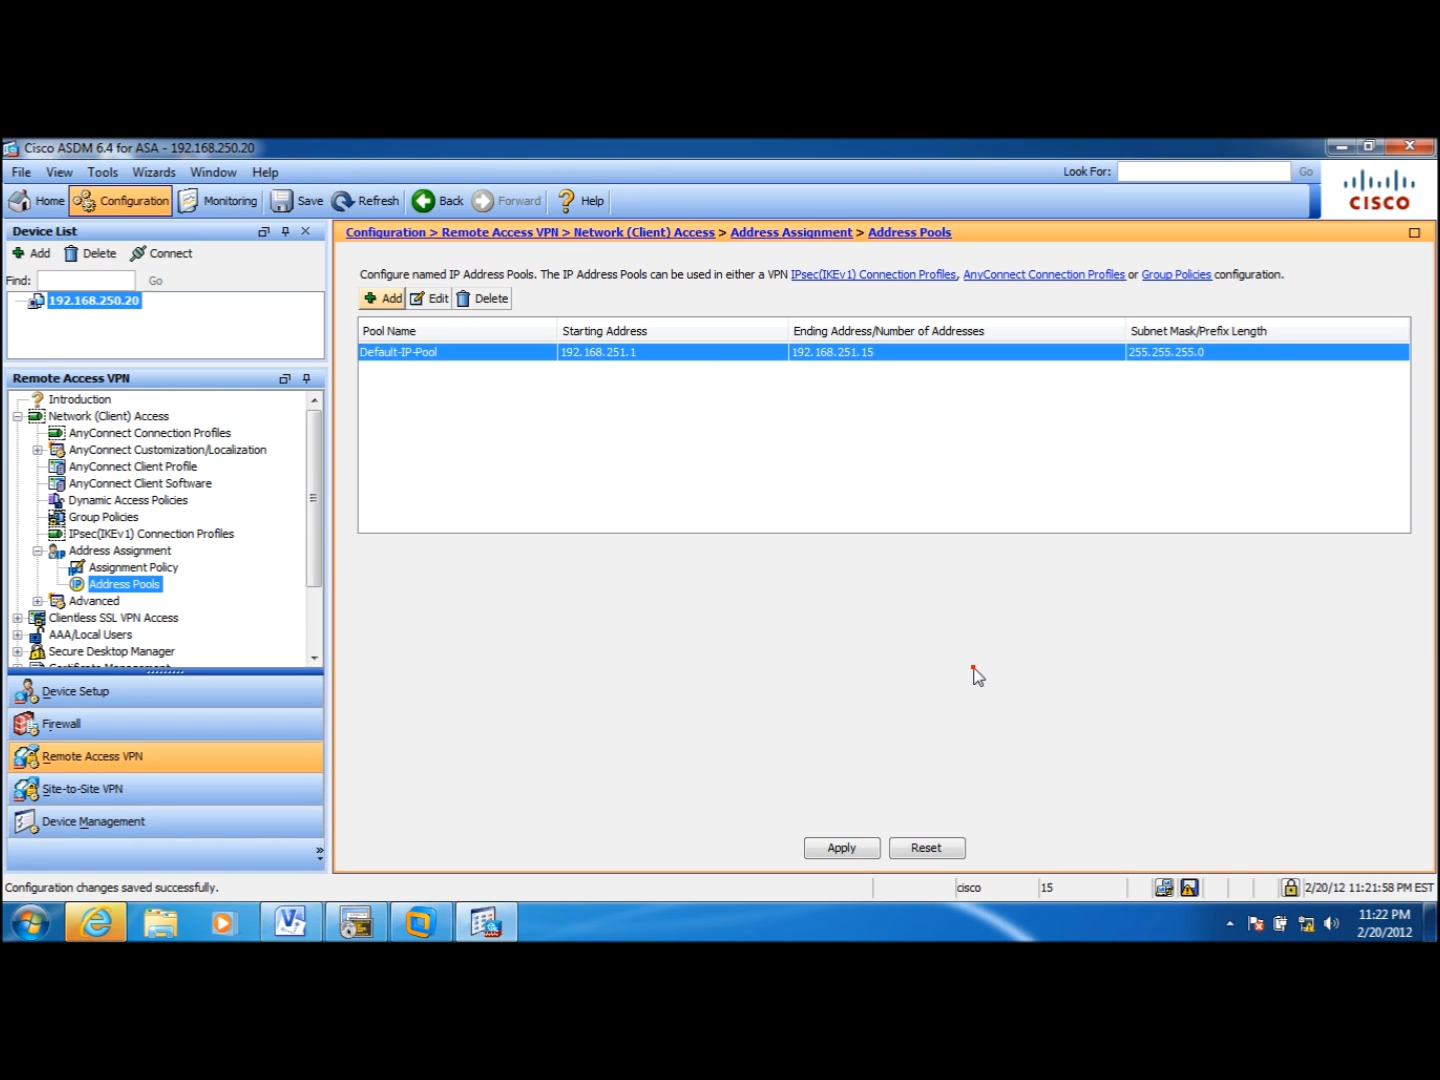 Cisco ASDM 6.4 for ASA - 192.168.250.20
File View Tools Wizards Window Help Look For: Go
Home Configuration Monitoring Save Refresh Back Forward Help
CISCO
Device List
Add Delete Connect
Find: Go
192.168.250.20
Remote Access VPN
Introduction
Network (Client) Access
AnyConnect Connection Profiles
AnyConnect Customization/Localization
AnyConnect Client Profile
AnyConnect Client Software
Dynamic Access Policies
Group Policies
IPsec(IKEv1) Connection Profiles
Address Assignment
Assignment Policy
Address Pools
Advanced
Clientless SSL VPN Access
AAA/Local Users
Secure Desktop Manager
Certificate Management
Device Setup
Firewall
Remote Access VPN
Site-to-Site VPN
Device Management
Configuration > Remote Access VPN > Network (Client) Access > Address Assignment > Address Pools
Configure named IP Address Pools. The IP Address Pools can be used in either a VPN IPsec(IKEv1) Connection Profiles, AnyConnect Connection Profiles or Group Policies configuration.
Add Edit Delete
Pool Name Starting Address Ending Address/Number of Addresses Subnet Mask/Prefix Length
Default-IP-Pool 192.168.251.1 192.168.251.15 255.255.255.0
Apply Reset
Configuration changes saved successfully. cisco 15 2/20/12 11:21:58 PM EST
11:22 PM
2/20/2012